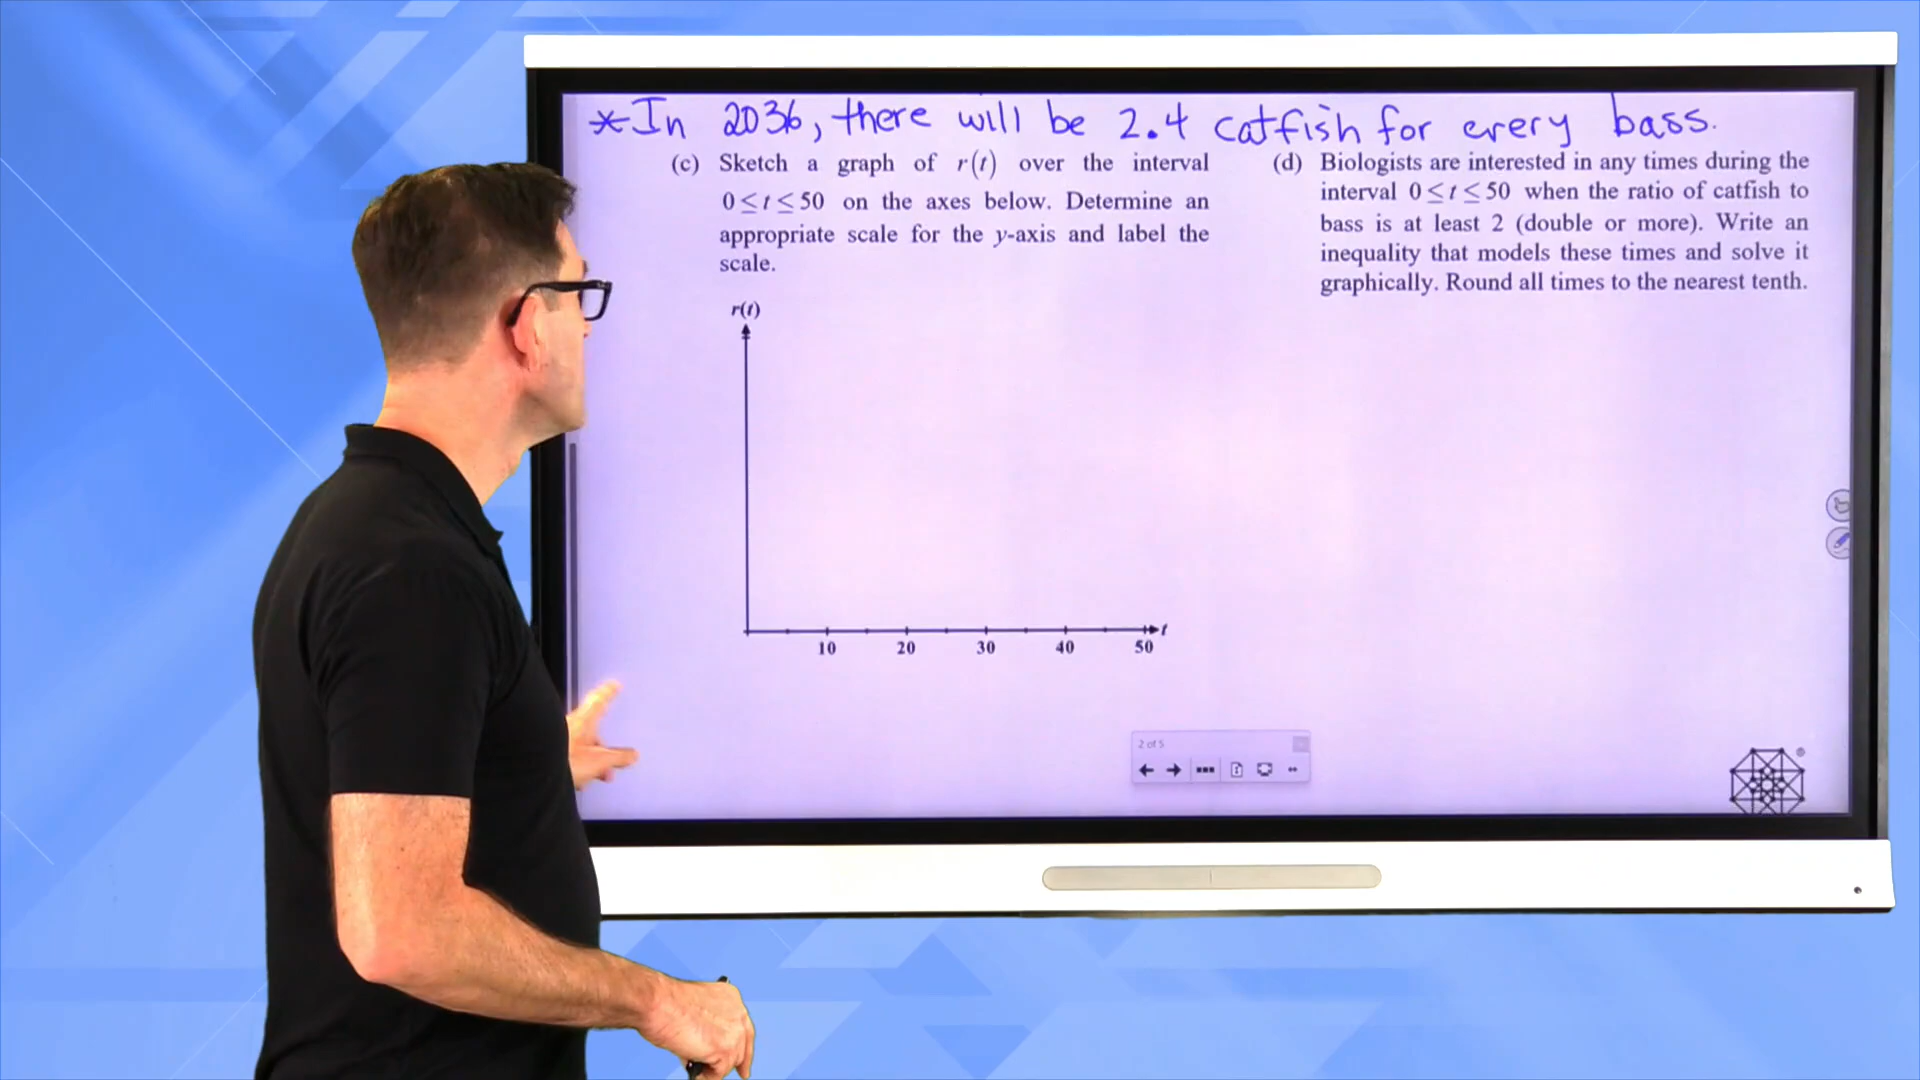 *In 2036, there will be 2.4 catfish for every bass.
(c) Sketch a graph of r(t) over the interval
0 ≤ t ≤ 50 on the axes below. Determine an
appropriate scale for the y-axis and label the
scale.
r(t)
t
10 20 30 40 50
(d) Biologists are interested in any times during the
interval 0 ≤ t ≤ 50 when the ratio of catfish to
bass is at least 2 (double or more). Write an
inequality that models these times and solve it
graphically. Round all times to the nearest tenth.
2 of 5
®